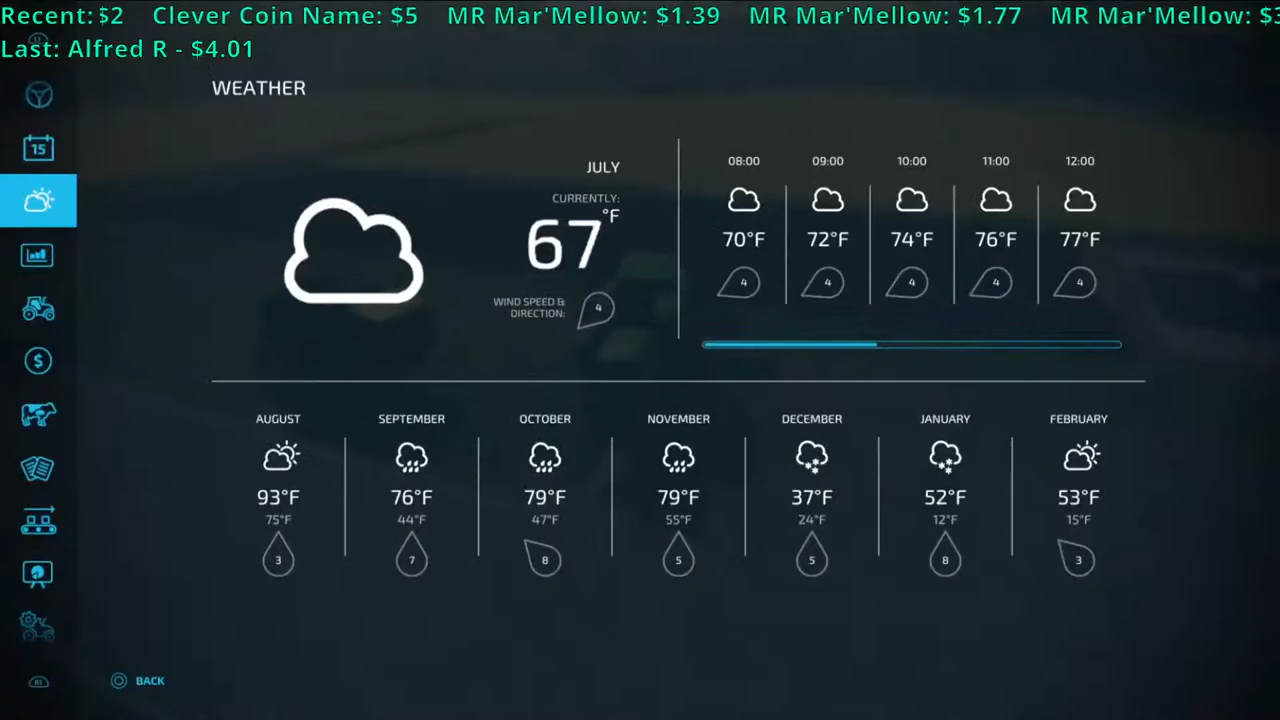 Recent: $2 Clever Coin Name: $5 MR Mar'Mellow: $1.39 MR Mar'Mellow: $1.77 MR Mar'Mellow:
Last: Alfred R - $4.01
WEATHER
15
JULY
CURRENTLY:
67°F
WIND SPEED & DIRECTION: 4
08:00 09:00 10:00 11:00 12:00
70°F 72°F 74°F 76°F 77°F
4 4 4 4 4
AUGUST SEPTEMBER OCTOBER NOVEMBER DECEMBER JANUARY FEBRUARY
93°F 76°F 79°F 79°F 37°F 52°F 53°F
75°F 44°F 47°F 55°F 24°F 12°F 15°F
3 7 8 5 5 8 3
$
R1
BACK